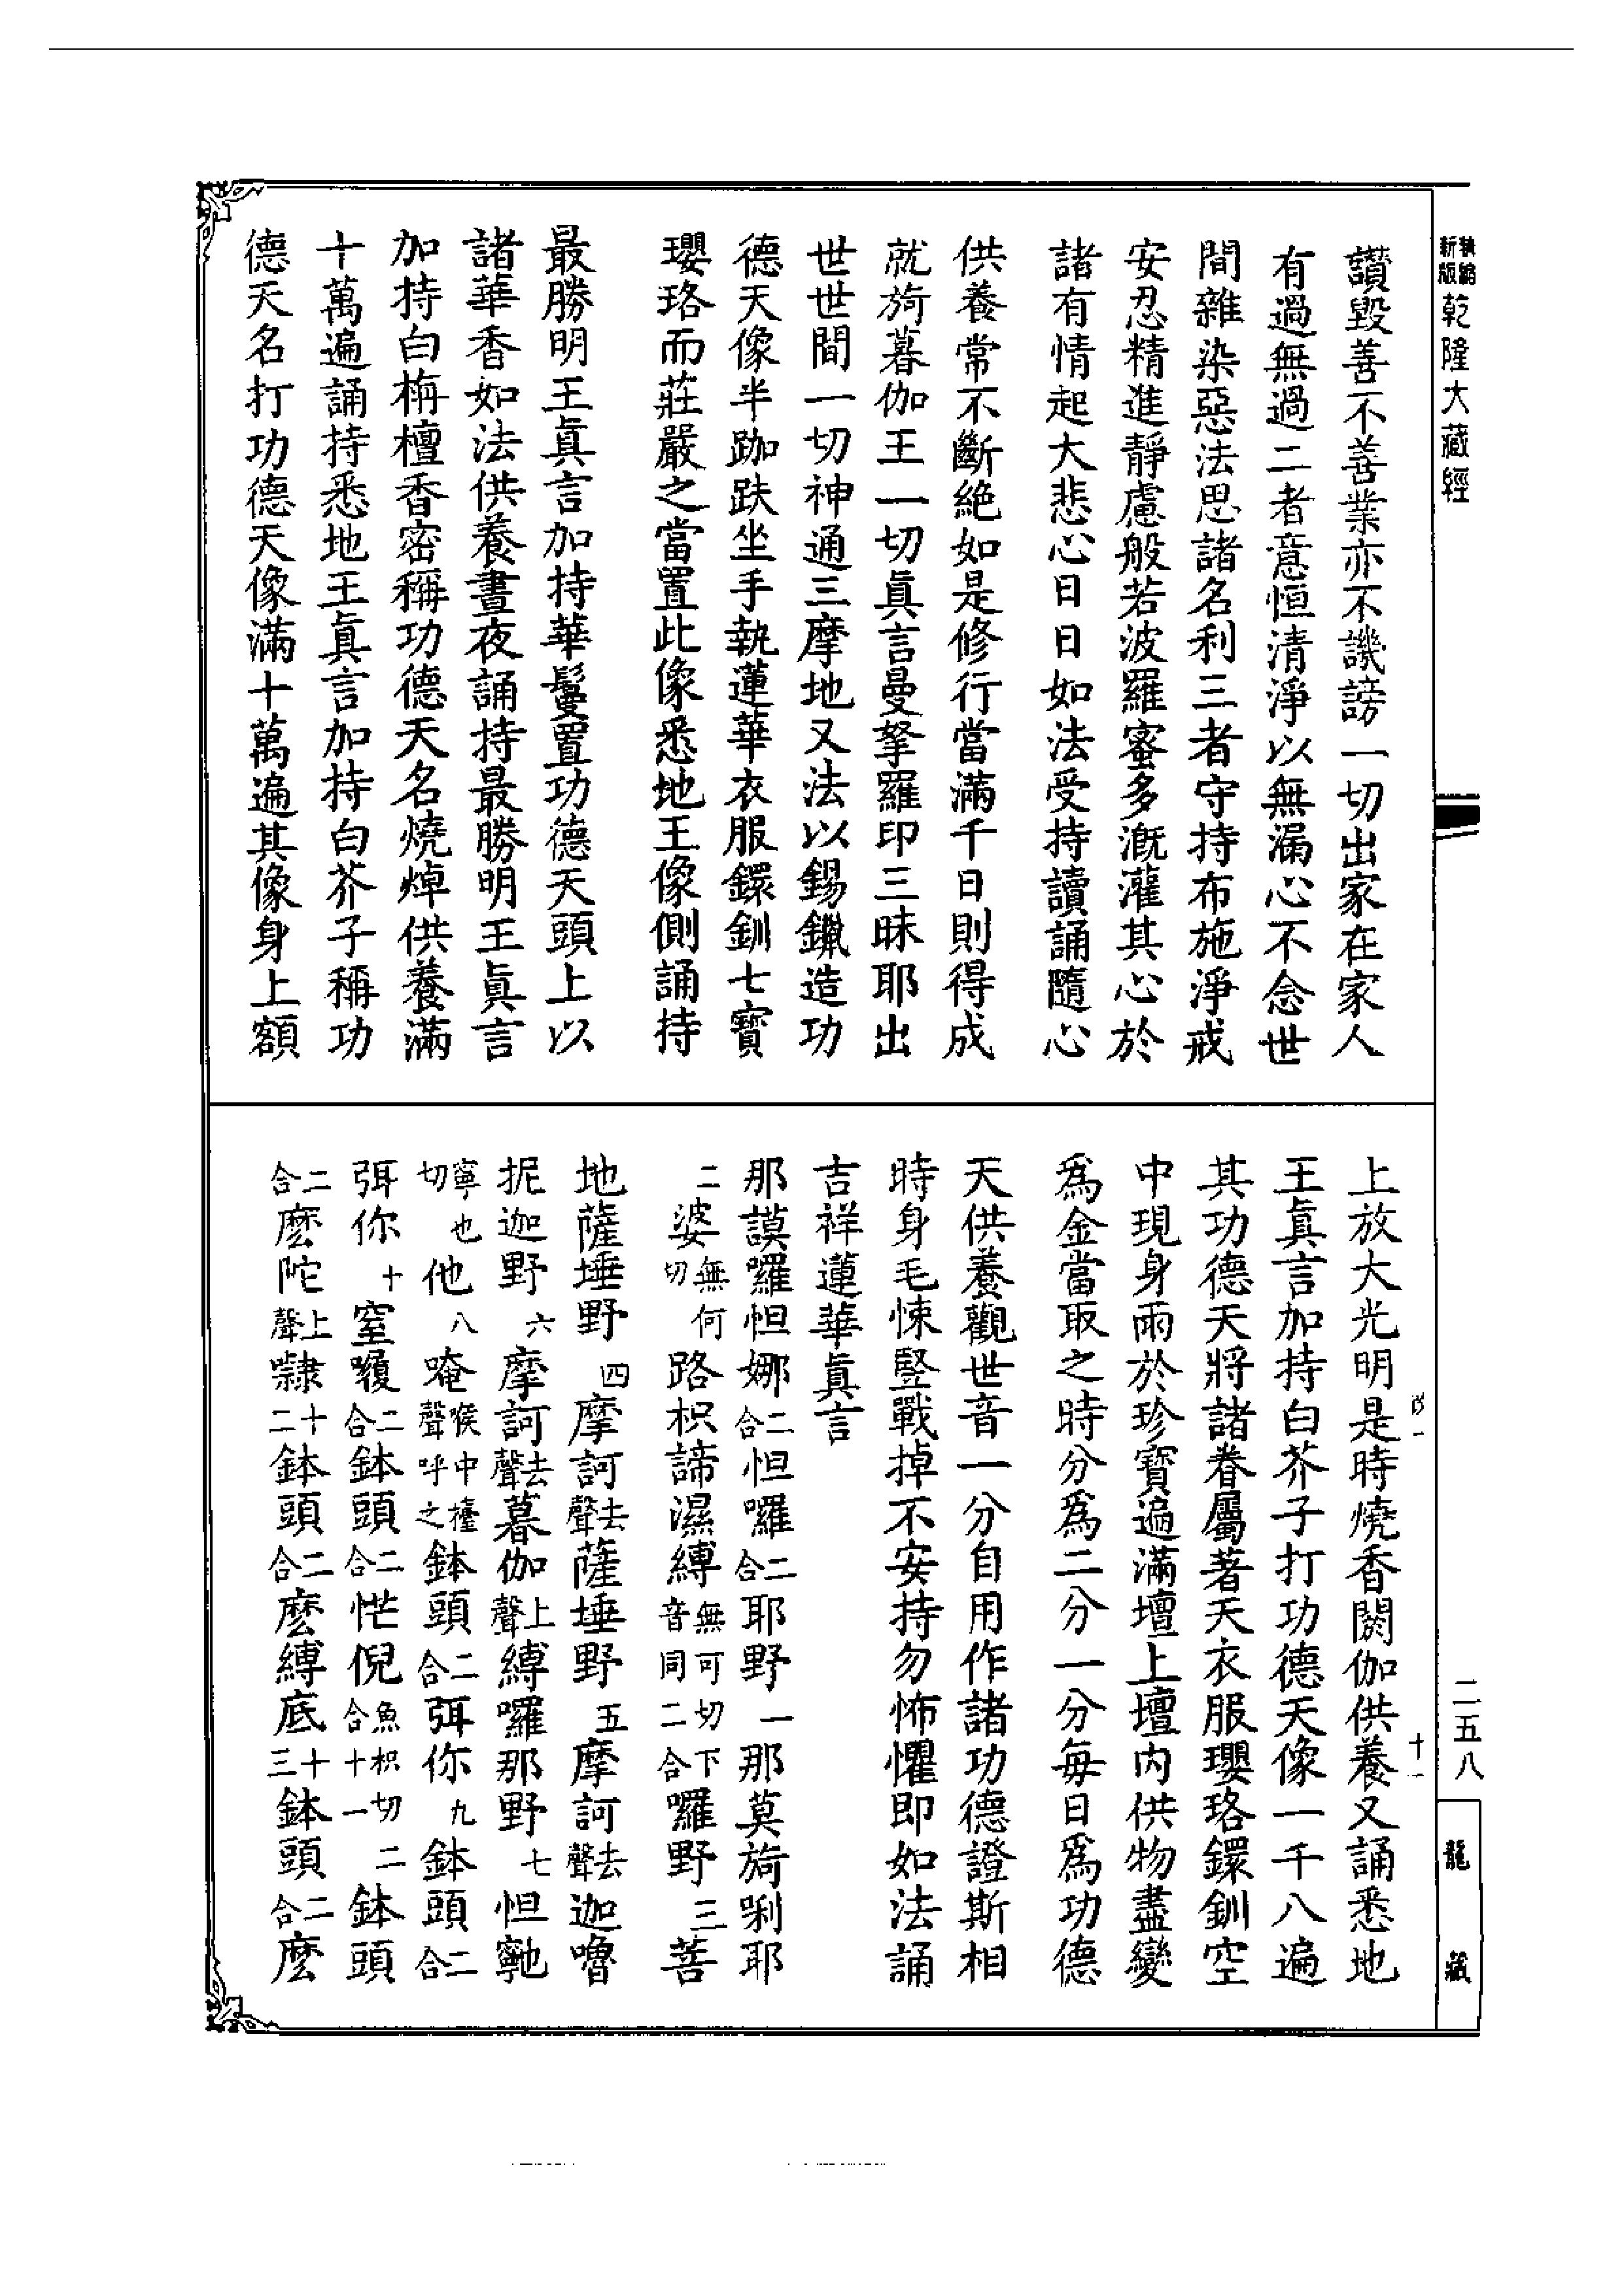 新版精縮乾隆大藏經
讚毀善不善業亦不譏謗一切出家在家人
有過無過二者意恒清淨以無漏心不念世
間雜染惡法思諸名利三者守持布施淨戒
安忍精進靜慮般若波羅蜜多溉灌其心於
諸有情起大悲心日日如法受持讀誦隨心
供養常不斷絕如是修行當滿千日則得成
就旖暮伽王一切眞言曼拏羅印三昧耶出
世世間一切神通三摩地又法以錫鑞造功
德天像半跏趺坐手執蓮華衣服鐶釧七寶
瓔珞而莊嚴之當置此像悉地王像側誦持
最勝明王眞言加持華鬘置功德天頭上以
諸華香如法供養晝夜誦持最勝明王眞言
加持白栴檀香密稱功德天名燒焯供養滿
十萬遍誦持悉地王眞言加持白芥子稱功
德天名打功德天像滿十萬遍其像身上額
上放大光明是時燒香閼伽供養又誦悉地
王眞言加持白芥子打功德天像一千八遍
其功德天將諸眷屬著天衣服瓔珞鐶釧空
中現身雨於珍寶遍滿壇上壇內供物盡變
爲金當取之時分爲二分一分每日爲功德
天供養觀世音一分自用作諸功德證斯相
時身毛悚豎戰掉不安持勿怖懼即如法誦
吉祥蓮華眞言
那謨囉怛娜二合怛囉二合耶野一那莫旖唎耶
二婆無何切路枳諦濕縛無可切下音同二合囉野三菩
地薩埵野四摩訶去聲薩埵野五摩訶去聲迦嚕
抳迦野六摩訶去聲暮伽上聲縛囉那野七怛寧也
寧也切他八唵喉中擡聲呼之鉢頭二合弭你九鉢頭二合
弭你十窒嚩二合鉢頭二合恾倪魚枳切二合十一鉢頭
二合麽陀上聲隸十二鉢頭二合麽縛底十三鉢頭二合麽
二五八
十一
龍藏